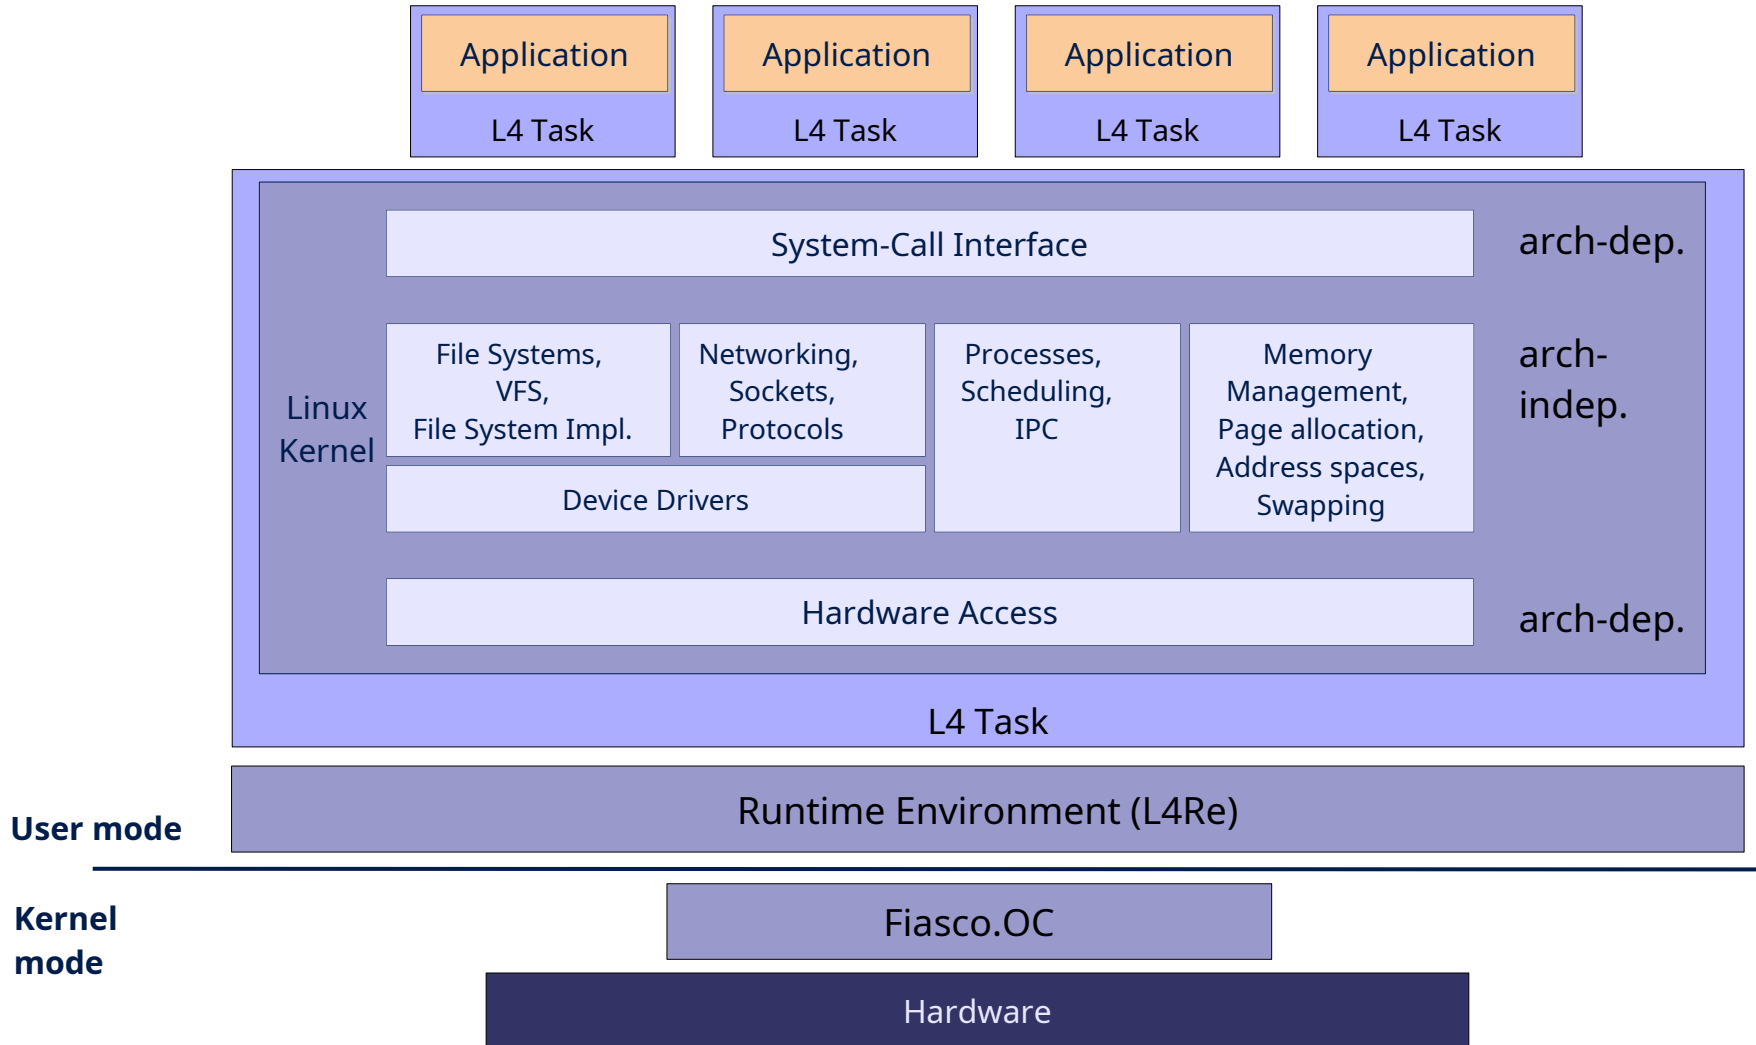 Application
Application
Application
Application
L4 Task
L4 Task
L4 Task
L4 Task
System-Call Interface
arch-dep.
Linux
Kernel
File Systems,
VFS,
File System Impl.
Networking,
Sockets,
Protocols
Processes,
Scheduling,
IPC
Memory
Management,
Page allocation,
Address spaces,
Swapping
arch-
indep.
Device Drivers
Hardware Access
arch-dep.
L4 Task
Runtime Environment (L4Re)
User mode
Kernel
mode
Fiasco.OC
Hardware